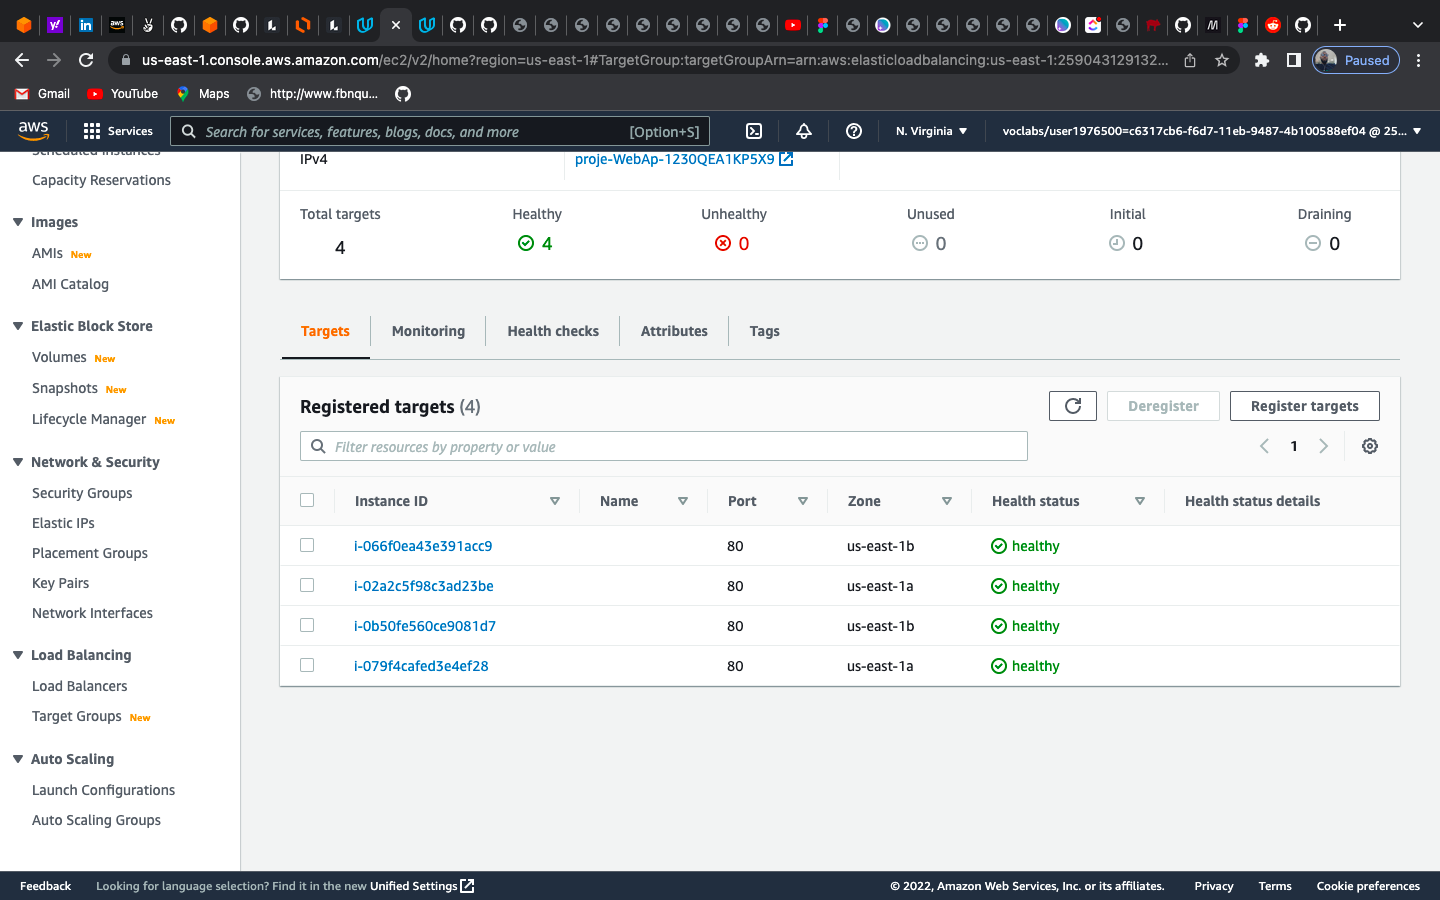 us-east-1.console.aws.amazon.com/ec2/v2/home?region=us-east-1#TargetGroup:targetGroupArn=arn:aws:elasticloadbalancing:us-east-1:259043129132...
Paused
Gmail
YouTube
Maps
http://www.fbnqu...
aws
Services
Search for services, features, blogs, docs, and more
[Option+S]
N. Virginia
voclabs/user1976500=c6317cb6-f6d7-11eb-9487-4b100588ef04 @ 25...
Scheduled Instances
Capacity Reservations
Images
AMIs New
AMI Catalog
Elastic Block Store
Volumes New
Snapshots New
Lifecycle Manager New
Network & Security
Security Groups
Elastic IPs
Placement Groups
Key Pairs
Network Interfaces
Load Balancing
Load Balancers
Target Groups New
Auto Scaling
Launch Configurations
Auto Scaling Groups
IPv4
proje-WebAp-1230QEA1KP5X9
Total targets Healthy Unhealthy Unused Initial Draining
4 4 0 0 0 0
Targets Monitoring Health checks Attributes Tags
Registered targets (4)
Deregister
Register targets
Filter resources by property or value
1
Instance ID Name Port Zone Health status Health status details
i-066f0ea43e391acc9 80 us-east-1b healthy
i-02a2c5f98c3ad23be 80 us-east-1a healthy
i-0b50fe560ce9081d7 80 us-east-1b healthy
i-079f4cafed3e4ef28 80 us-east-1a healthy
Feedback
Looking for language selection? Find it in the new Unified Settings
© 2022, Amazon Web Services, Inc. or its affiliates.
Privacy
Terms
Cookie preferences